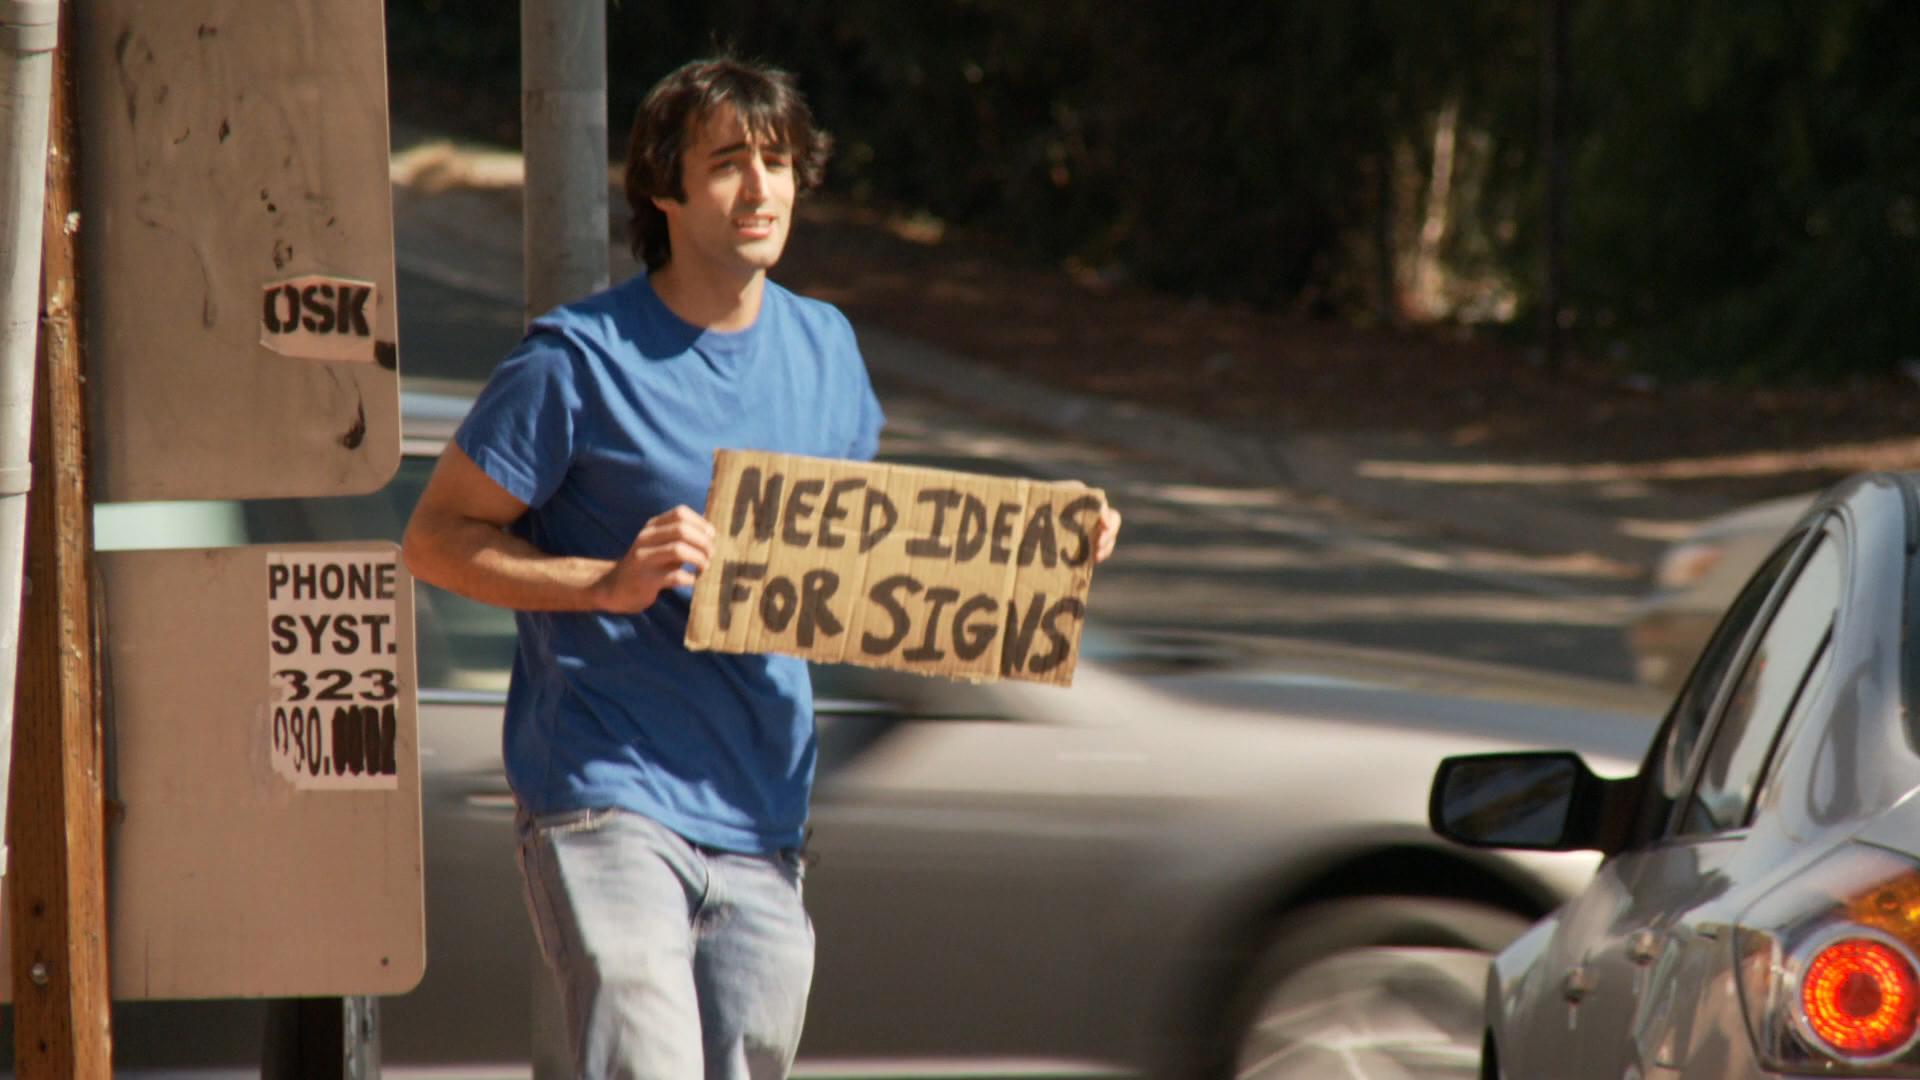 OSK
PHONE
SYST.
323
NEED IDEAS
FOR SIGNS